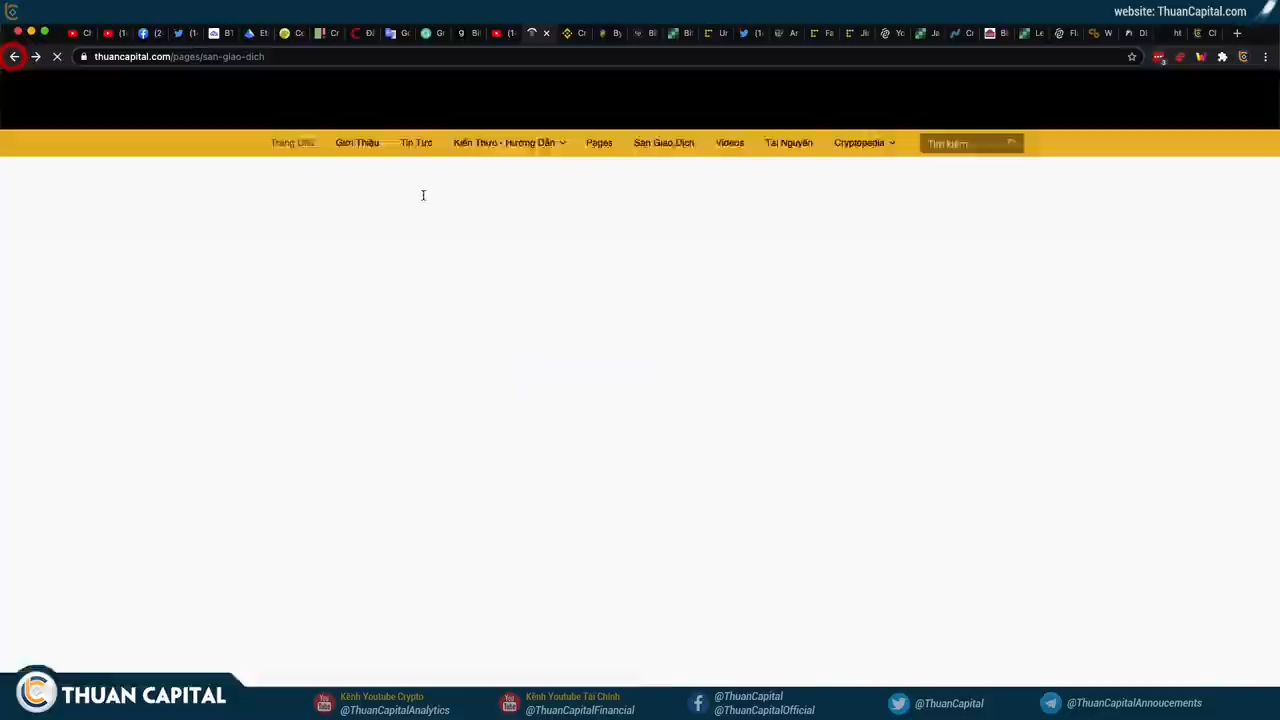 website: ThuanCapital.com
thuancapital.com/pages/san-giao-dich
Trang Chủ Giới Thiệu Tin Tức Kiến Thức - Hướng Dẫn Pages Sàn Giao Dịch Videos Tài Nguyên Cryptopedia Tìm kiếm
THUAN CAPITAL
Kênh Youtube Crypto
@ThuanCapitalAnalytics
Kênh Youtube Tài Chính
@ThuanCapitalFinancial
@ThuanCapital
@ThuanCapitalOfficial
@ThuanCapital
@ThuanCapitalAnnoucements